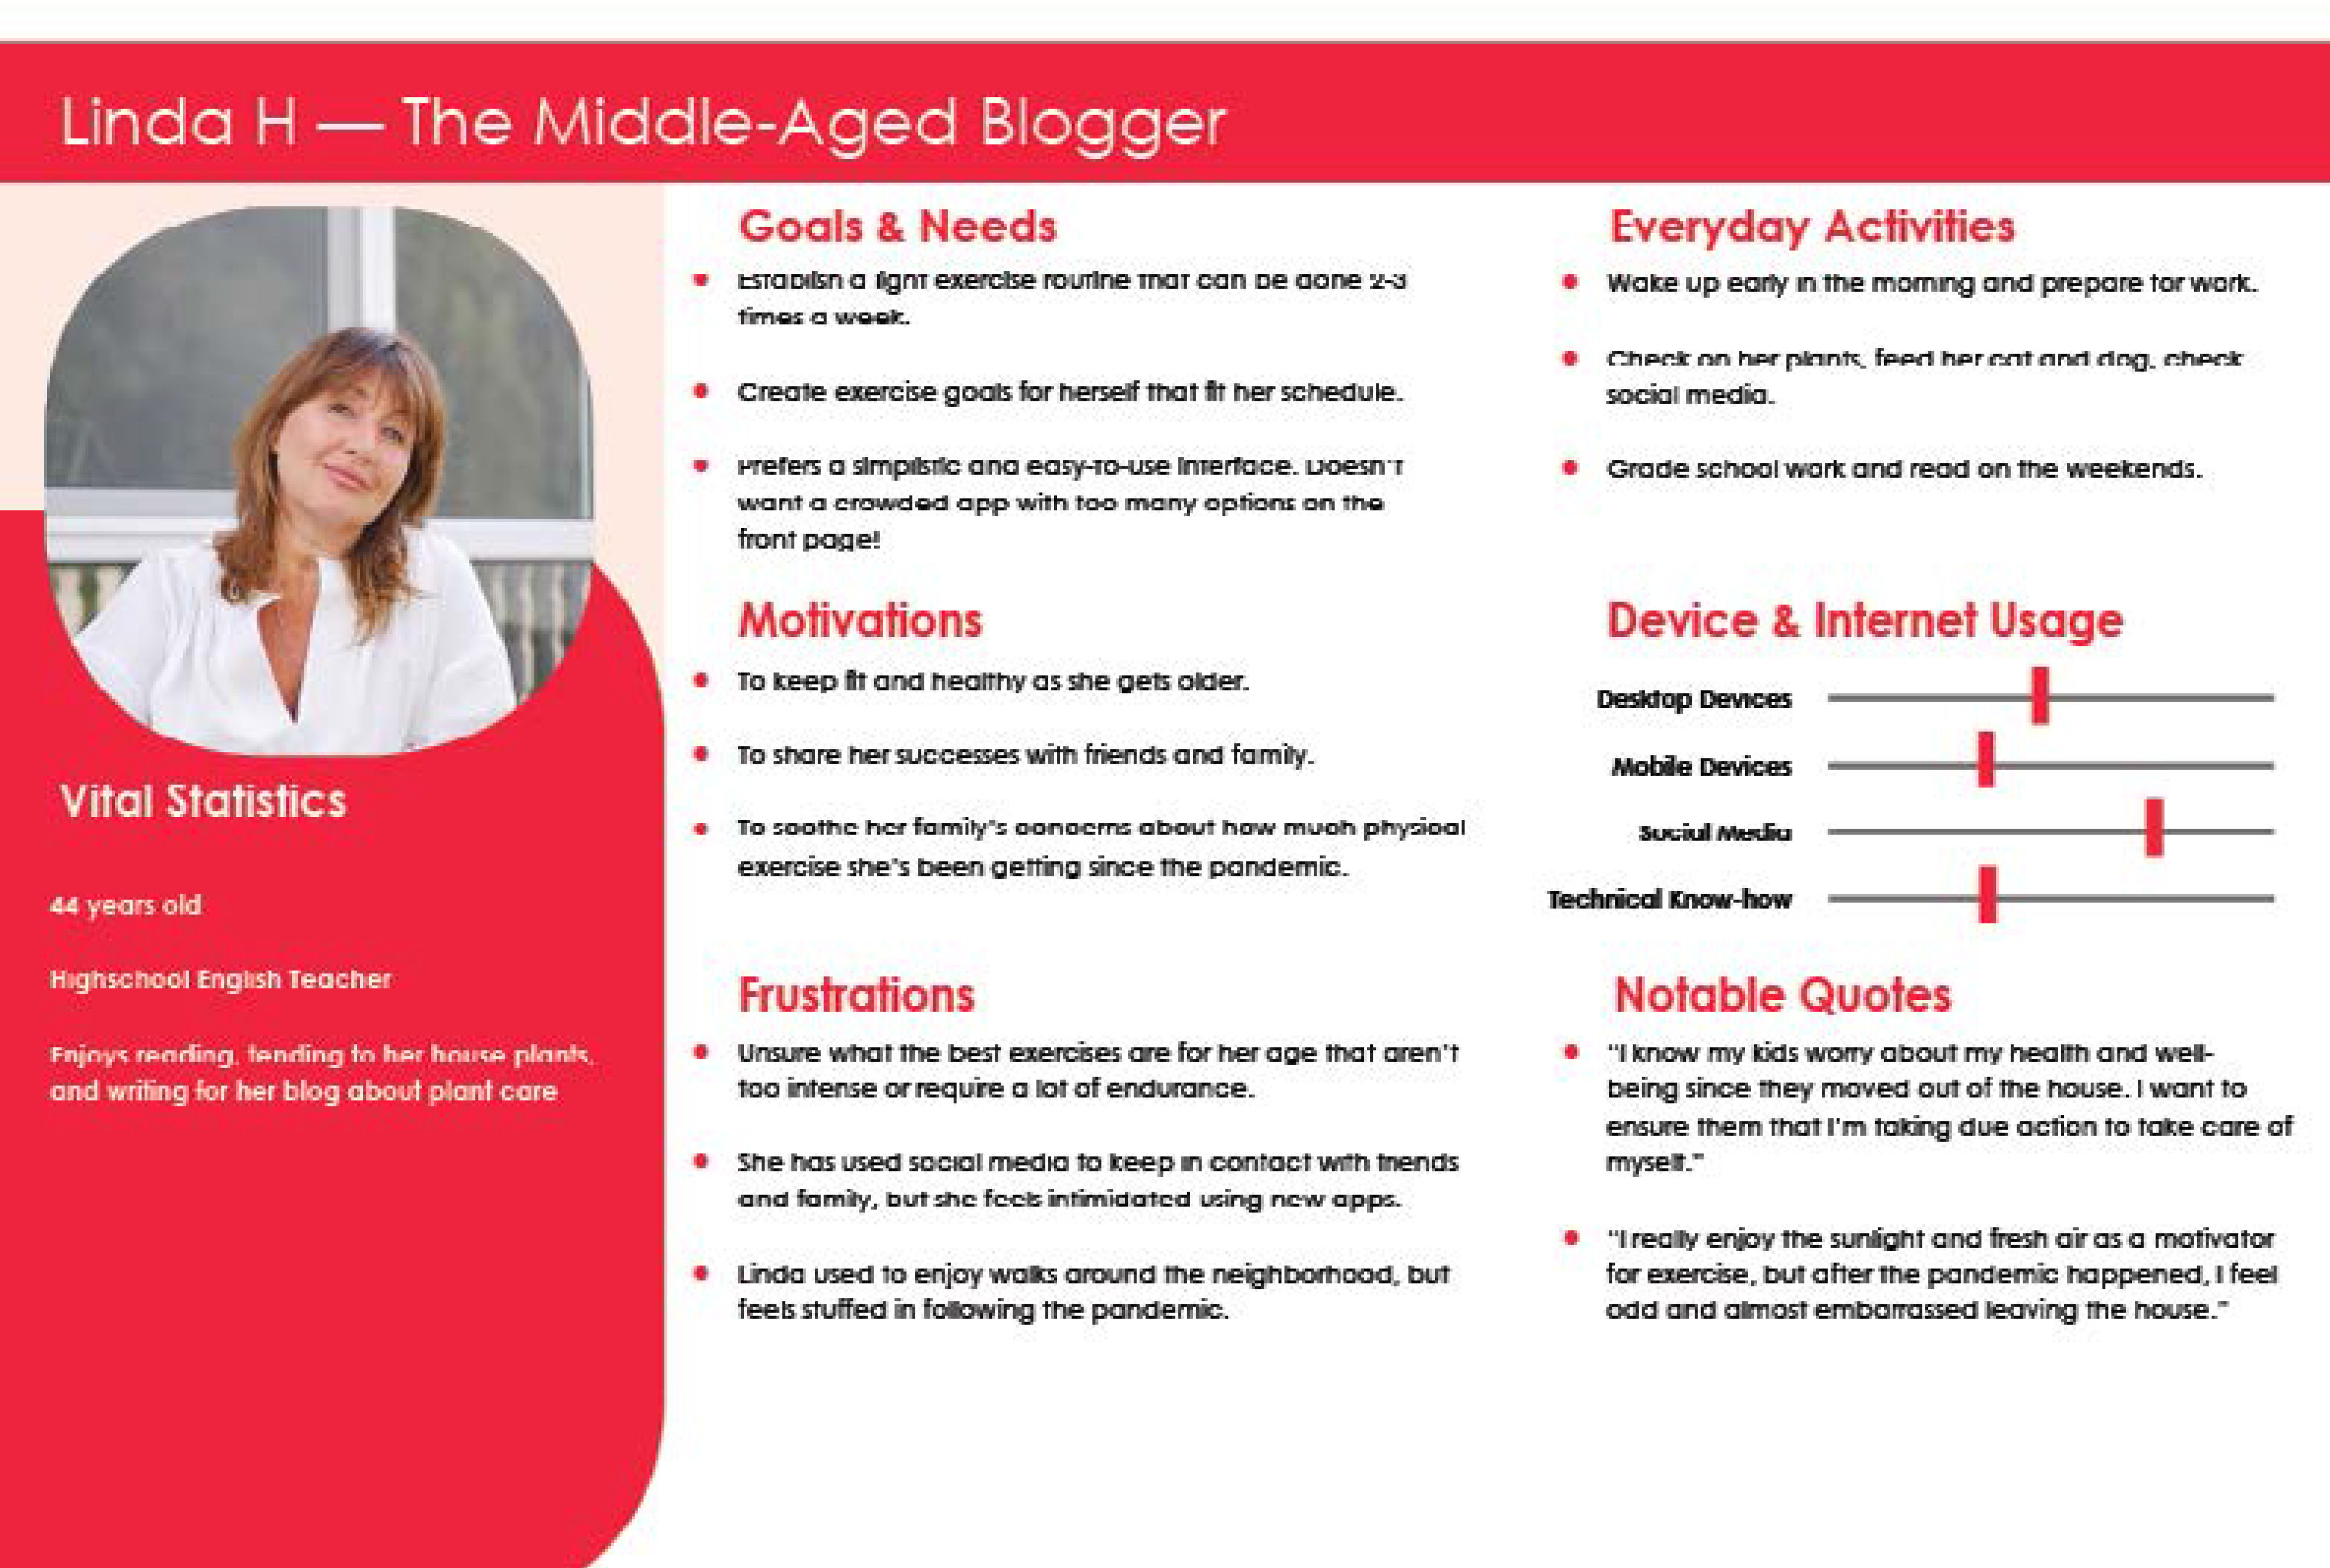 Linda H — The Middle-Aged Blogger
Vital Statistics
44 years old
Highschool English Teacher
Enjoys reading, tending to her house plants,
and writing for her blog about plant care
Goals & Needs
Establish a light exercise routine that can be done 2-3
times a week.
Create exercise goals for herself that fit her schedule.
Prefers a simplistic and easy-to-use interface. Doesn't
want a crowded app with too many options on the
front page!
Motivations
To keep fit and healthy as she gets older.
To share her successes with friends and family.
To soothe her family's concerns about how much physical
exercise she's been getting since the pandemic.
Frustrations
Unsure what the best exercises are for her age that aren't
too intense or require a lot of endurance.
She has used social media to keep in contact with friends
and family, but she feels intimidated using new apps.
Linda used to enjoy walks around the neighborhood, but
feels stuffed in following the pandemic.
Everyday Activities
Wake up early in the morning and prepare for work.
Check on her plants, feed her cat and dog, check
social media.
Grade school work and read on the weekends.
Device & Internet Usage
Desktop Devices
Mobile Devices
Social Media
Technical Know-how
Notable Quotes
"I know my kids worry about my health and well-
being since they moved out of the house. I want to
ensure them that I'm taking due action to take care of
myself."
"I really enjoy the sunlight and fresh air as a motivator
for exercise, but after the pandemic happened, I feel
odd and almost embarrassed leaving the house."